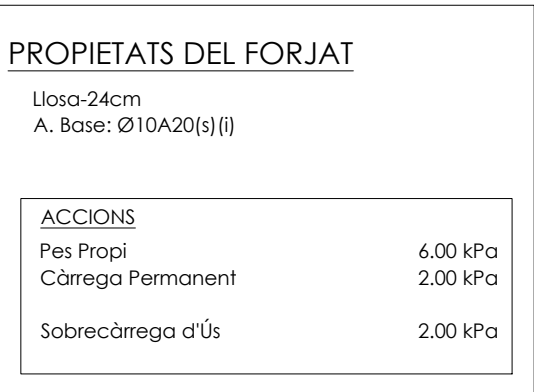 PROPIETATS DEL FORJAT
Llosa-24cm
A. Base: Ø10A20(s)(i)
ACCIONS
Pes Propi 6.00 kPa
Càrrega Permanent 2.00 kPa
Sobrecàrrega d'Ús 2.00 kPa